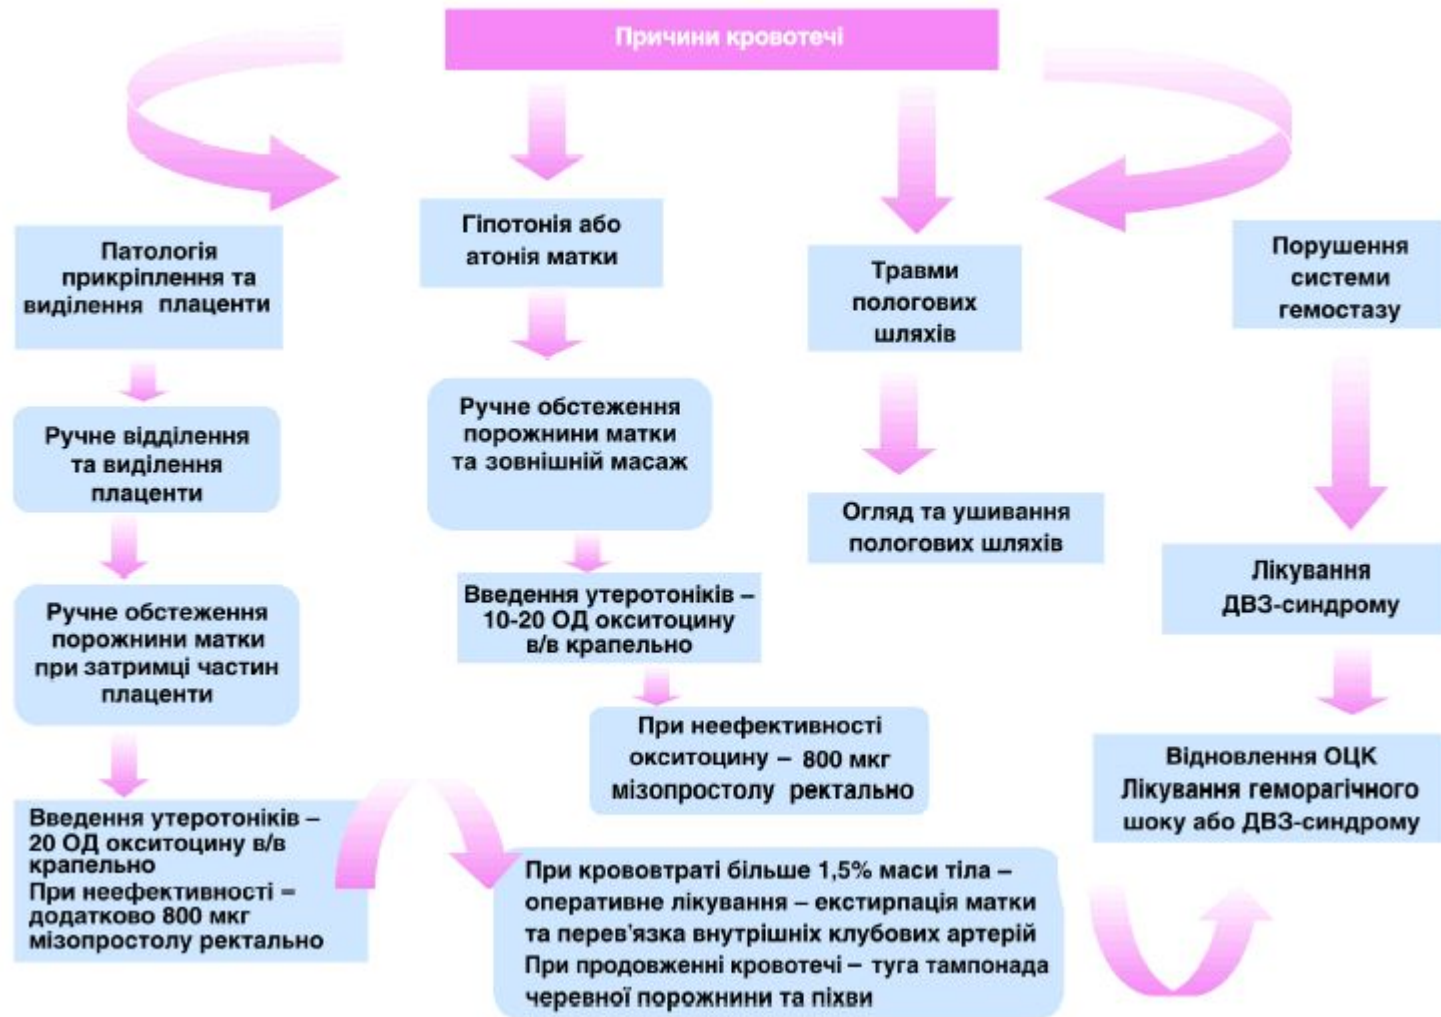 Причини кровотечі
Патологія
прикріплення та
виділення плаценти
Ручне відділення
та виділення
плаценти
Ручне обстеження
порожнини матки
при затримці частин
плаценти
Введення утеротоніків –
20 ОД окситоцину в/в
крапельно
При неефективності –
додатково 800 мкг
мізопростолу ректально
Гіпотонія або
атонія матки
Ручне обстеження
порожнини матки
та зовнішній масаж
Введення утеротоніків –
10-20 ОД окситоцину
в/в крапельно
При неефективності
окситоцину – 800 мкг
мізопростолу ректально
При крововтраті більше 1,5% маси тіла –
оперативне лікування – екстирпація матки
та перев’язка внутрішніх клубових артерій
При продовженні кровотечі – туга тампонада
черевної порожнини та піхви
Травми
пологових
шляхів
Огляд та ушивання
пологових шляхів
Порушення
системи
гемостазу
Лікування
ДВЗ-синдрому
Відновлення ОЦК
Лікування геморагічного
шоку або ДВЗ-синдрому